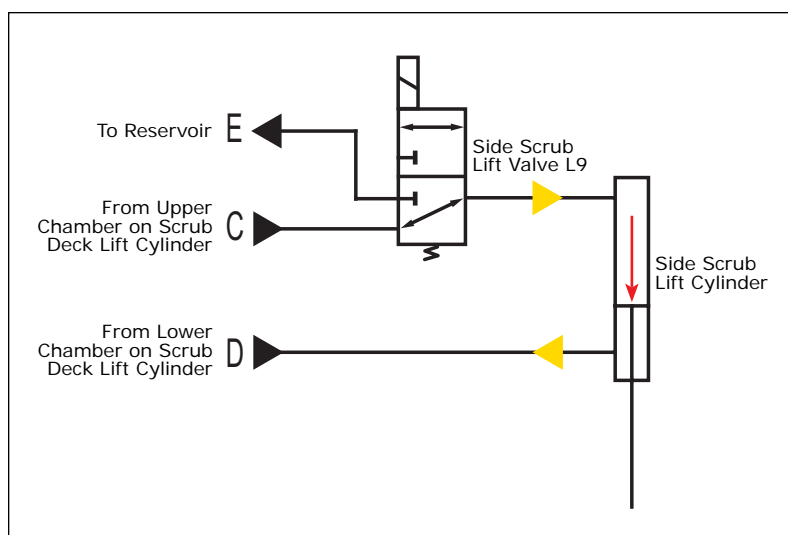 To Reservoir E
Side Scrub
Lift Valve L9
From Upper
Chamber on Scrub
Deck Lift Cylinder
C
Side Scrub
Lift Cylinder
From Lower
Chamber on Scrub
Deck Lift Cylinder
D